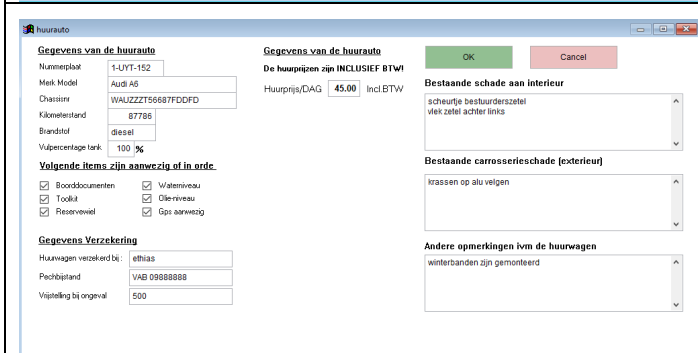 huurauto
Gegevens van de huurauto
Nummerplaat 1-UYT-152
Merk Model Audi A6
Chassisnr WAUZZZT56687FDDFD
Kilometerstand 87786
Brandstof diesel
Vulpercentage tank 100 %
Volgende items zijn aanwezig of in orde
Boorddocumenten Waterniveau
Toolkit Olie-niveau
Reservewiel Gps aanwezig
Gegevens Verzekering
Huurwagen verzekerd bij : ethias
Pechbijstand VAB 09888888
Vrijstelling bij ongeval 500
Gegevens van de huurauto
De huurprijzen zijn INCLUSIEF BTW!
Huurprijs/DAG 45.00 Incl.BTW
OK Cancel
Bestaande schade aan interieur
scheurtje bestuurderszetel
vlek zetel achter links
Bestaande carrosserieschade [exterieur]
krassen op alu velgen
Andere opmerkingen ivm de huurwagen
winterbanden zijn gemonteerd